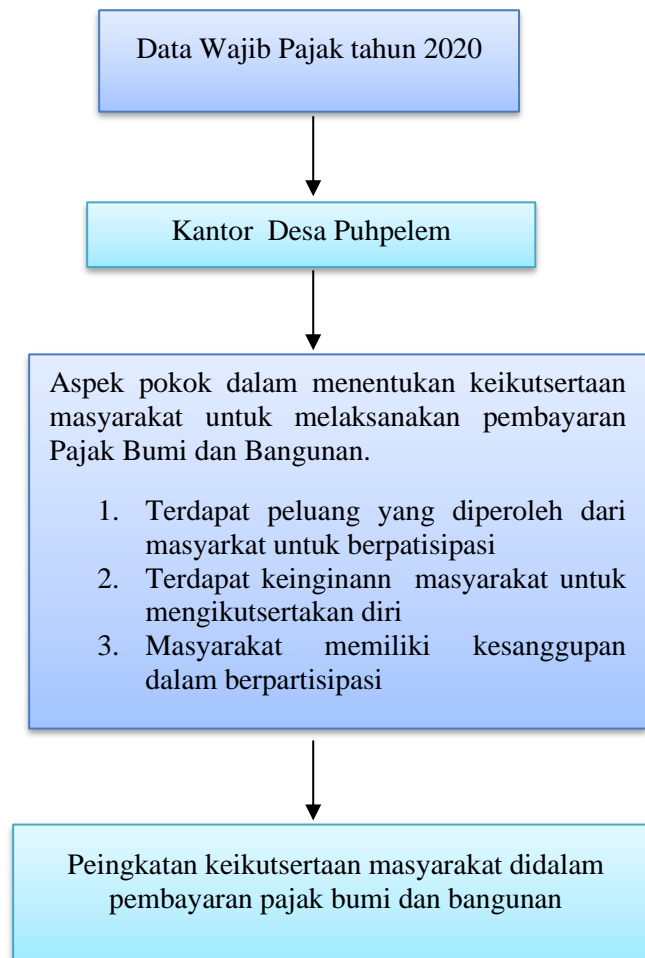 Data Wajib Pajak tahun 2020
Kantor Desa Puhpelem
Aspek pokok dalam menentukan keikutsertaan
masyarakat untuk melaksanakan pembayaran
Pajak Bumi dan Bangunan.
1. Terdapat peluang yang diperoleh dari
masyarkat untuk berpatisipasi
2. Terdapat keinginann masyarakat untuk
mengikutsertakan diri
3. Masyarakat memiliki kesanggupan
dalam berpartisipasi
Peingkatan keikutsertaan masyarakat didalam
pembayaran pajak bumi dan bangunan